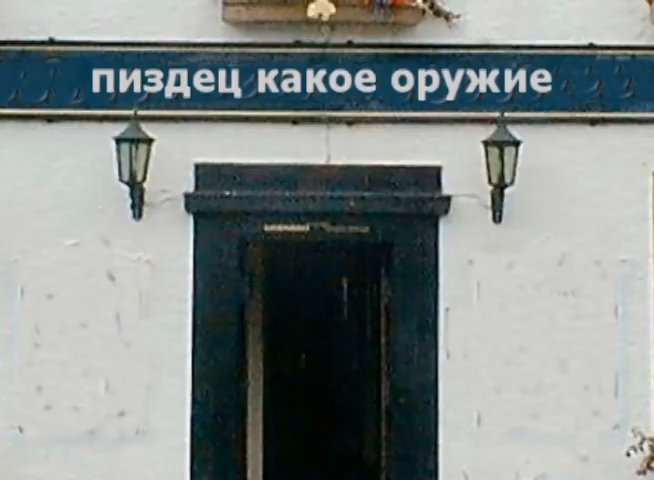 пиздец какое оружие